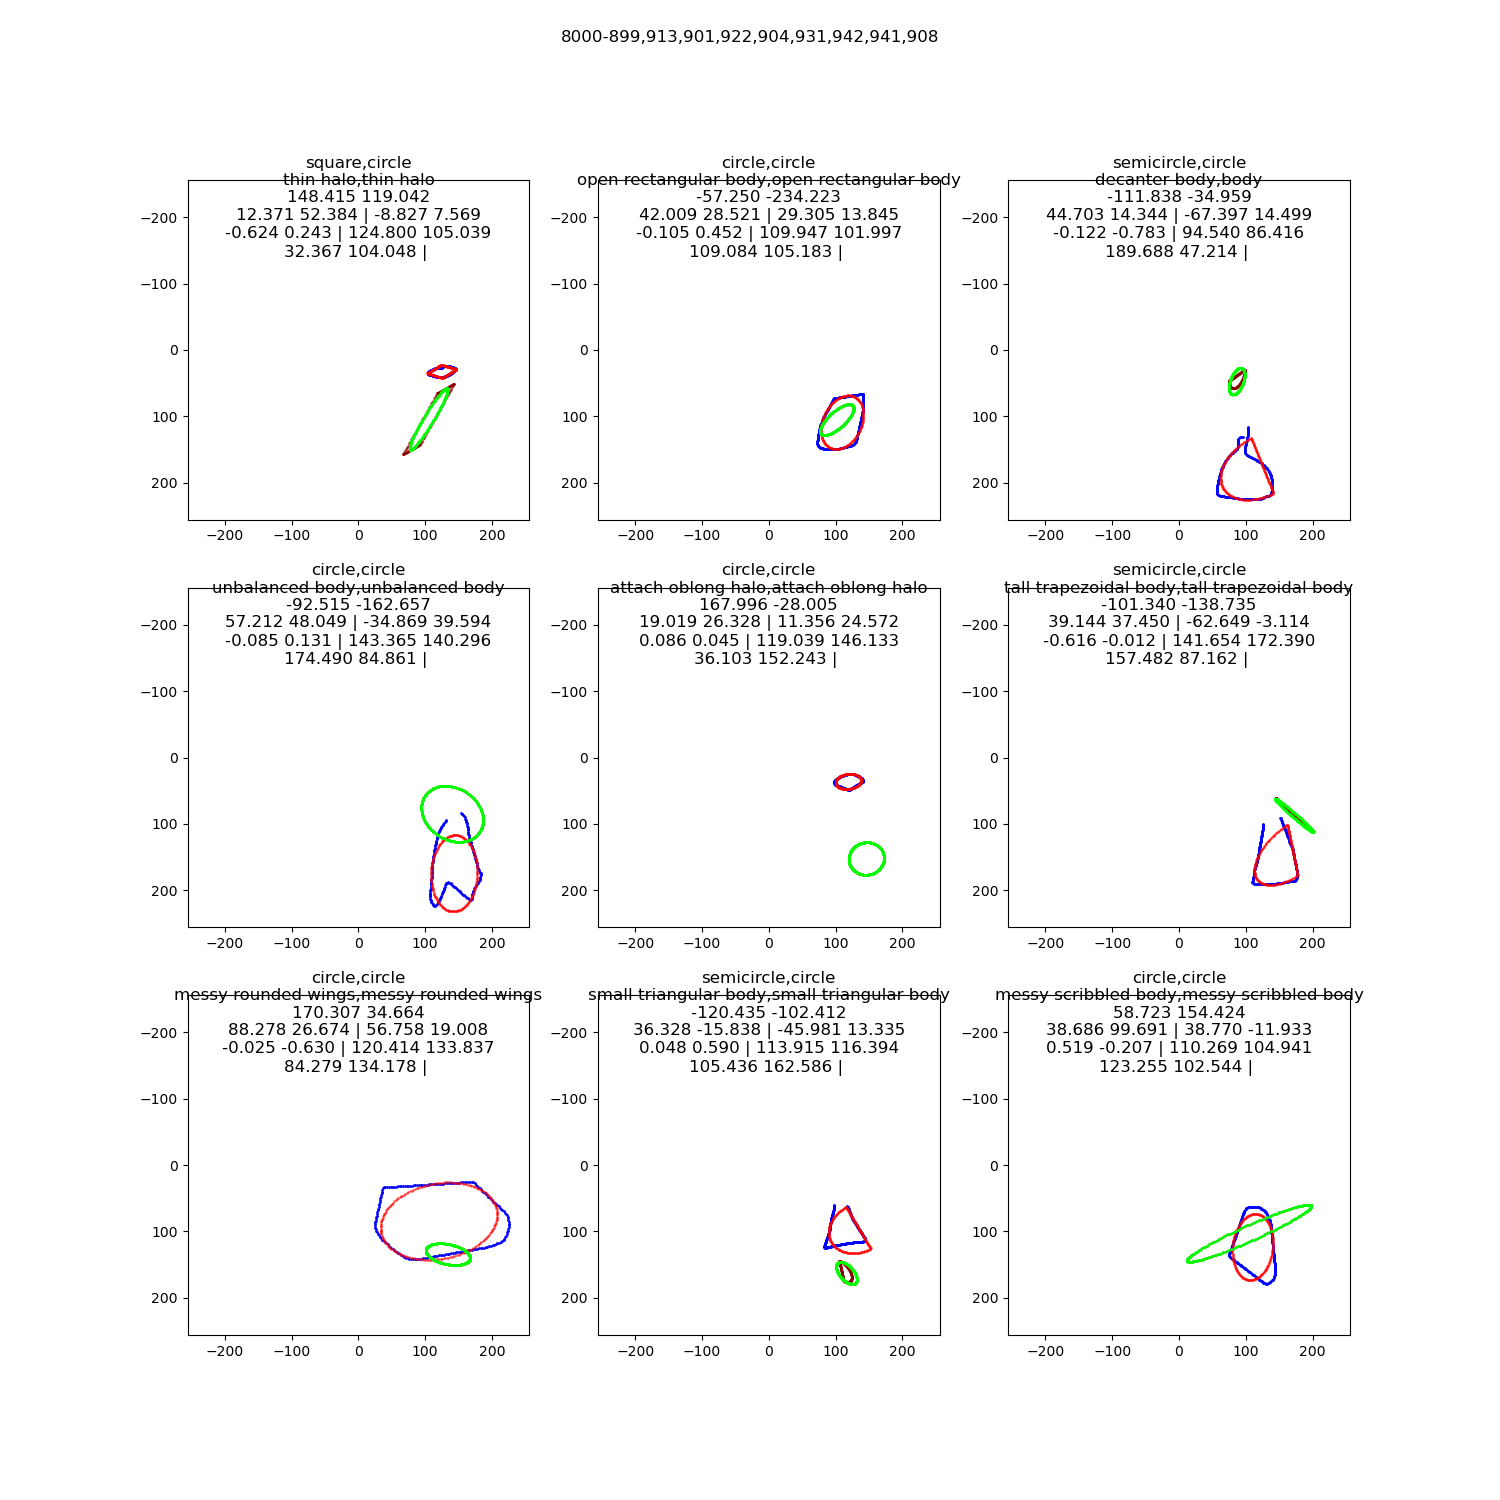 8000-899,913,901,922,904,931,942,941,908
square,circle
thin halo,thin halo
148.415 119.042
12.371 52.384 | -8.827 7.569
-0.624 0.243 | 124.800 105.039
32.367 104.048 |
−200
−100
0
100
200
−200 −100 0 100 200
circle,circle
open rectangular body,open rectangular body
-57.250 -234.223
42.009 28.521 | 29.305 13.845
-0.105 0.452 | 109.947 101.997
109.084 105.183 |
−200
−100
0
100
200
−200 −100 0 100 200
semicircle,circle
decanter body,body
-111.838 -34.959
44.703 14.344 | -67.397 14.499
-0.122 -0.783 | 94.540 86.416
189.688 47.214 |
−200
−100
0
100
200
−200 −100 0 100 200
circle,circle
unbalanced body,unbalanced body
-92.515 -162.657
57.212 48.049 | -34.869 39.594
-0.085 0.131 | 143.365 140.296
174.490 84.861 |
−200
−100
0
100
200
−200 −100 0 100 200
circle,circle
attach oblong halo,attach oblong halo
167.996 -28.005
19.019 26.328 | 11.356 24.572
0.086 0.045 | 119.039 146.133
36.103 152.243 |
−200
−100
0
100
200
−200 −100 0 100 200
semicircle,circle
tall trapezoidal body,tall trapezoidal body
-101.340 -138.735
39.144 37.450 | -62.649 -3.114
-0.616 -0.012 | 141.654 172.390
157.482 87.162 |
−200
−100
0
100
200
−200 −100 0 100 200
circle,circle
messy rounded wings,messy rounded wings
170.307 34.664
88.278 26.674 | 56.758 19.008
-0.025 -0.630 | 120.414 133.837
84.279 134.178 |
−200
−100
0
100
200
−200 −100 0 100 200
semicircle,circle
small triangular body,small triangular body
-120.435 -102.412
36.328 -15.838 | -45.981 13.335
0.048 0.590 | 113.915 116.394
105.436 162.586 |
−200
−100
0
100
200
−200 −100 0 100 200
circle,circle
messy scribbled body,messy scribbled body
58.723 154.424
38.686 99.691 | 38.770 -11.933
0.519 -0.207 | 110.269 104.941
123.255 102.544 |
−200
−100
0
100
200
−200 −100 0 100 200